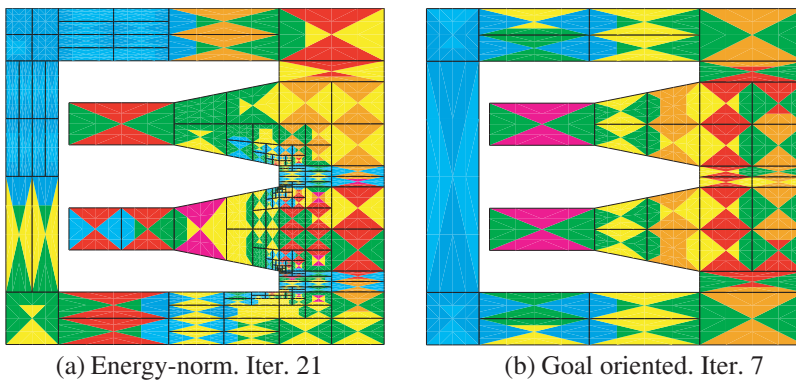 (a) Energy-norm. Iter. 21
(b) Goal oriented. Iter. 7